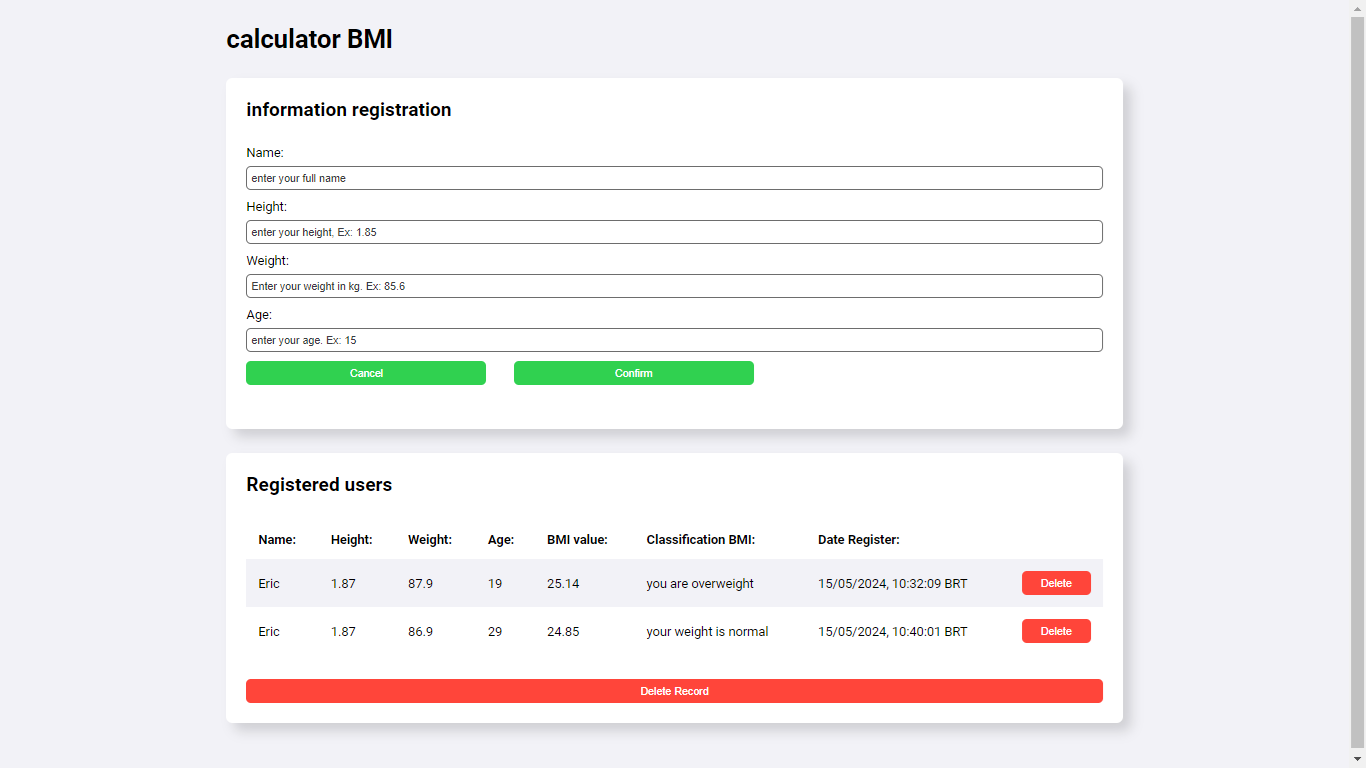 calculator BMI
information registration
Name:
enter your full name
Height:
enter your height, Ex: 1.85
Weight:
Enter your weight in kg. Ex: 85.6
Age:
enter your age. Ex: 15
Cancel Confirm
Registered users
Name: Height: Weight: Age: BMI value: Classification BMI: Date Register:
Eric 1.87 87.9 19 25.14 you are overweight 15/05/2024, 10:32:09 BRT Delete
Eric 1.87 86.9 29 24.85 your weight is normal 15/05/2024, 10:40:01 BRT Delete
Delete Record